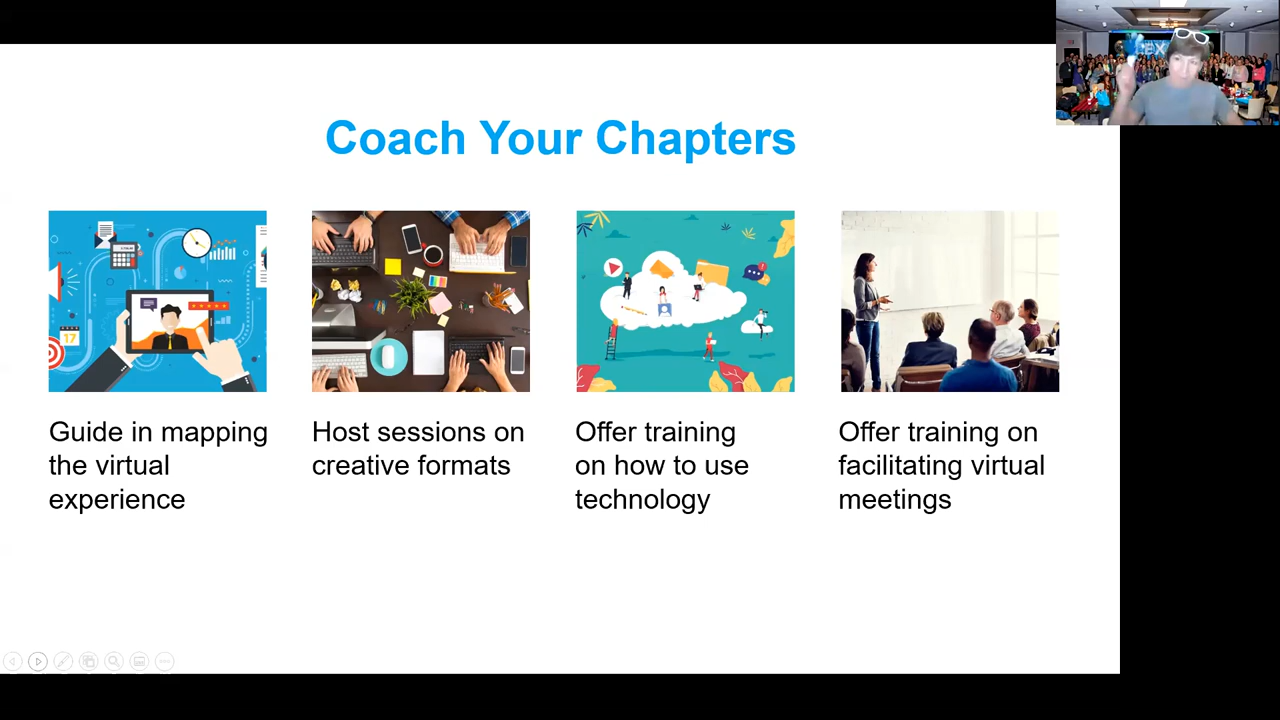 Coach Your Chapters
17
Guide in mapping
the virtual
experience
Host sessions on
creative formats
Offer training
on how to use
technology
Offer training on
facilitating virtual
meetings